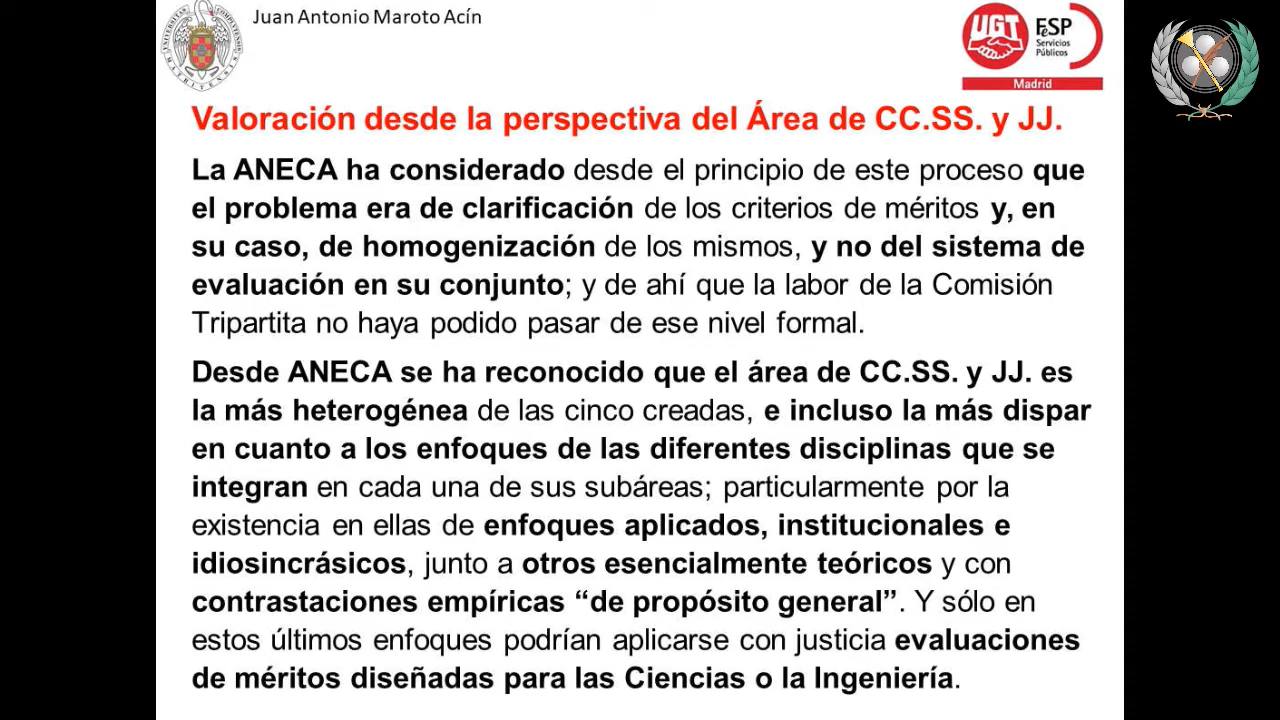 Juan Antonio Maroto Acín
UGT
FeSP
Servicios
Públicos
Madrid
Valoración desde la perspectiva del Área de CC.SS. y JJ.
La ANECA ha considerado desde el principio de este proceso que
el problema era de clarificación de los criterios de méritos y, en
su caso, de homogenización de los mismos, y no del sistema de
evaluación en su conjunto; y de ahí que la labor de la Comisión
Tripartita no haya podido pasar de ese nivel formal.
Desde ANECA se ha reconocido que el área de CC.SS. y JJ. es
la más heterogénea de las cinco creadas, e incluso la más dispar
en cuanto a los enfoques de las diferentes disciplinas que se
integran en cada una de sus subáreas; particularmente por la
existencia en ellas de enfoques aplicados, institucionales e
idiosincrásicos, junto a otros esencialmente teóricos y con
contrastaciones empíricas “de propósito general”. Y sólo en
estos últimos enfoques podrían aplicarse con justicia evaluaciones
de méritos diseñadas para las Ciencias o la Ingeniería.